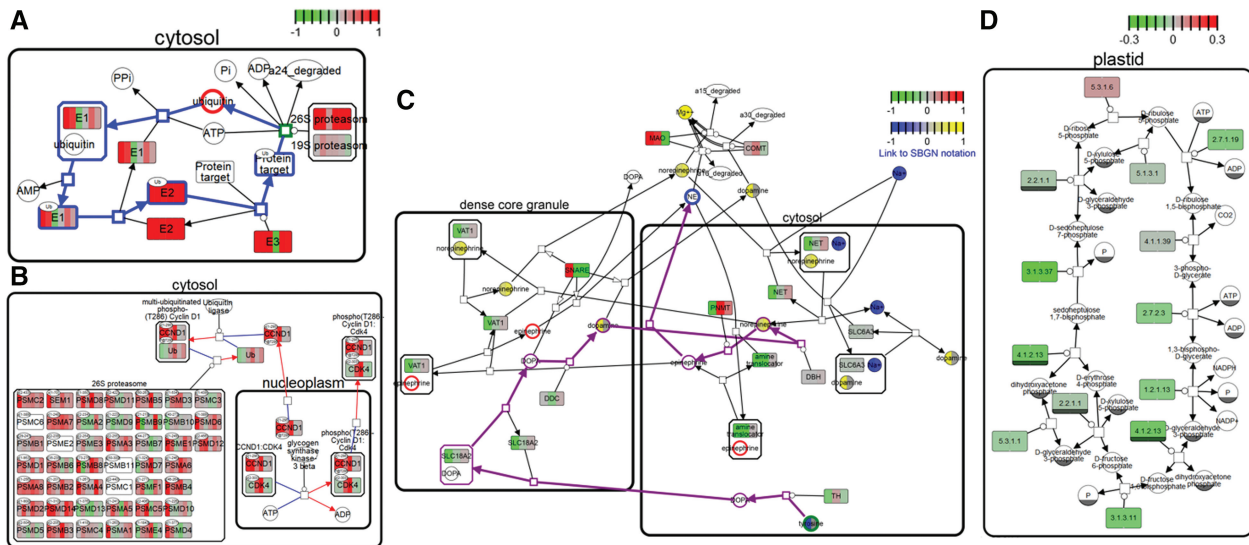 A
-1
0
1
cytosol
PPi
Pi
ADP
a24_degraded
ubiquitin
ATP
26S proteasom
19S proteasom
E1
ubiquitin
E1
Protein
target
Ub
Protein
target
AMP
Ub
E1
Ub
E2
E2
E3
B
cytosol
multi-ubiquitinated
phospho-
(T286) Cyclin D1
Ubiquitin
ligase
CCND1
Ub
Ub
CCND1
phospho(T286-
Cyclin D1:
Cdk4
CCND1
CDK4
26S proteasome
PSMC2
SEM1
PSMD8
PSMD11
PSMB5
PSMD3
PSMC3
PSMC6
PSMA7
PSMA2
PSMD9
PSMB9
PSMB10
PSMD6
PSMB1
PSME2
PSME3
PSMA3
PSMB7
PSME1
PSMD12
PSMD1
PSMB6
PSMB8
PSMB11
PSMD7
PSMA6
PSMA8
PSMB2
PSMA4
PSMC1
PSMF1
PSMB4
PSMD2
PSMD14
PSMD13
PSMA5
PSMC5
PSMD10
PSMD5
PSMB3
PSMC4
PSMA1
PSME4
PSMD4
nucleoplasm
CCND1
CCND1:CDK4
CCND1
CDK4
glycogen
synthase
kinase-
3 beta
phospho(T286-
Cyclin D1:
Cdk4
CCND1
CDK4
ATP
ADP
C
-1
0
1
-1
0
1
Link to SBGN notation
a15_degraded
Mg++
a30_degraded
MAO
COMT
norepinephrine
DOPA
dopamine
NE
Na+
dense core granule
VAT1
norepinephrine
SNARE
norepinephrine
VAT1
epinephrine
dopamine
VAT1
epinephrine
DOPA
DDC
SLC18A2
SLC18A2
DOPA
cytosol
NET
Na+
norepinephrine
NET
PNMT
norepinephrine
SLC6A3
epinephrine
amine
translocator
DBH
SLC6A3
Na+
dopamine
dopamine
amine
translocator
epinephrine
DOPA
TH
tyrosine
D
-0.3
0
0.3
plastid
5.3.1.6
D-ribose
5-phosphate
D-ribulose
5-phosphate
ATP
2.7.1.19
ADP
D-xylulose
5-phosphate
2.2.1.1
5.1.3.1
D-glyceraldehyde
3-phosphate
D-ribulose
1,5-bisphosphate
D-sedoheptulose
7-phosphate
CO2
4.1.1.39
P
3.1.3.37
3-phospho-
D-glycerate
sedoheptulose
1,7-bisphosphate
ATP
2.7.2.3
ADP
4.1.2.13
1,3-bisphospho-
D-glycerate
D-erythrose
4-phosphate
NADPH
dihydroxyacetone
phosphate
2.2.1.1
D-xylulose
5-phosphate
1.2.1.13
P
NADP+
4.1.2.13
D-glyceraldehyde
3-phosphate
5.3.1.1
D-glyceraldehyde
3-phosphate
D-fructose
6-phosphate
D-fructose
1,6-bisphosphate
dihydroxyacetone
phosphate
P
3.1.3.11